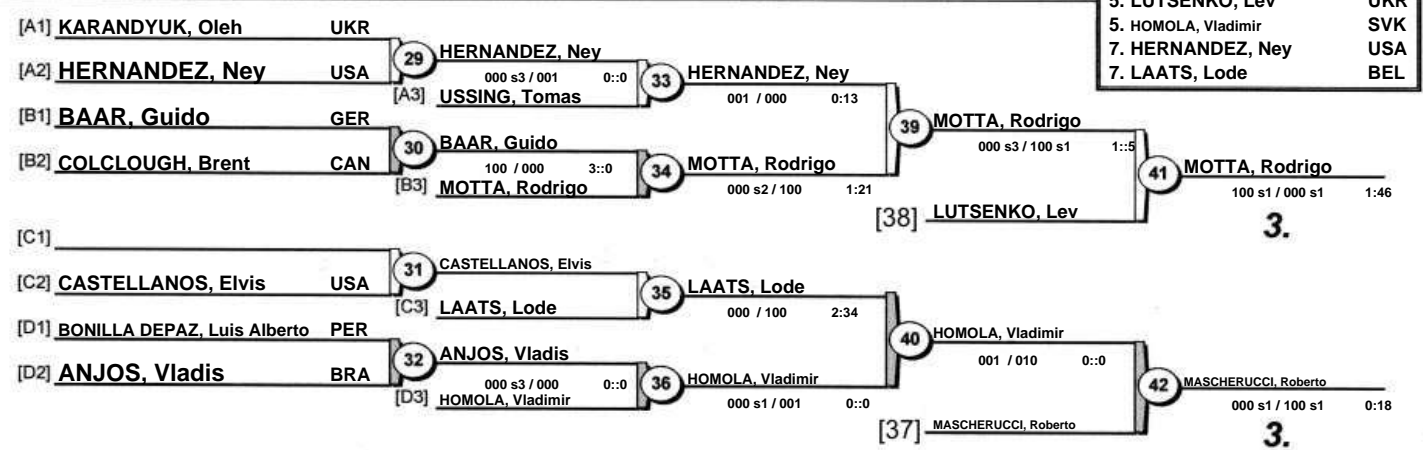 5. LUTSENKO, Lev UKR
5. HOMOLA, Vladimir SVK
7. HERNANDEZ, Ney USA
7. LAATS, Lode BEL
[A1] KARANDYUK, Oleh UKR
[A2] HERNANDEZ, Ney USA
29
HERNANDEZ, Ney
000 s3 / 001 0::0
[A3] USSING, Tomas
33
HERNANDEZ, Ney
001 / 000 0:13
[B1] BAAR, Guido GER
[B2] COLCLOUGH, Brent CAN
30
BAAR, Guido
100 / 000 3::0
[B3] MOTTA, Rodrigo
34
MOTTA, Rodrigo
000 s2 / 100 1:21
39
MOTTA, Rodrigo
000 s3 / 100 s1 1::5
[38] LUTSENKO, Lev
41
MOTTA, Rodrigo
100 s1 / 000 s1 1:46
3.
[C1]
[C2] CASTELLANOS, Elvis USA
31
CASTELLANOS, Elvis
[C3] LAATS, Lode
35
LAATS, Lode
000 / 100 2:34
[D1] BONILLA DEPAZ, Luis Alberto PER
[D2] ANJOS, Vladis BRA
32
ANJOS, Vladis
000 s3 / 000 0::0
[D3] HOMOLA, Vladimir
36
HOMOLA, Vladimir
000 s1 / 001 0::0
40
HOMOLA, Vladimir
001 / 010 0::0
[37] MASCHERUCCI, Roberto
42
MASCHERUCCI, Roberto
000 s1 / 100 s1 0:18
3.